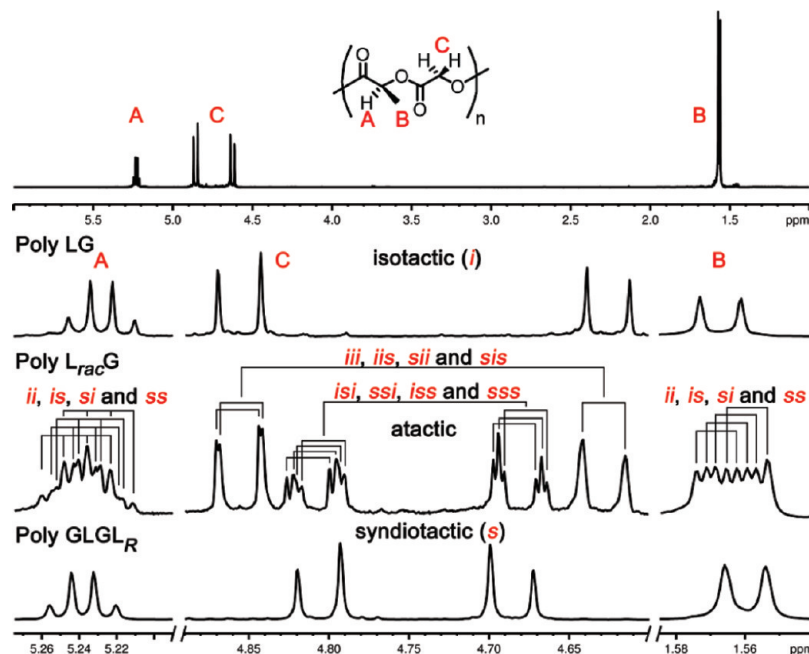 C
O
O
H H
A
C
B
H
O
O
n
A
B
5.5 5.0 4.5 4.0 3.5 3.0 2.5 2.0 1.5 ppm
Poly LG
A
C
isotactic (i)
B
Poly LracG
iii, iis, sii and sis
ii, is, si and ss
isi, ssi, iss and sss
ii, is, si and ss
atactic
Poly GLGLR
syndiotactic (s)
5.26 5.24 5.22 4.85 4.80 4.75 4.70 4.65 1.58 1.56 ppm